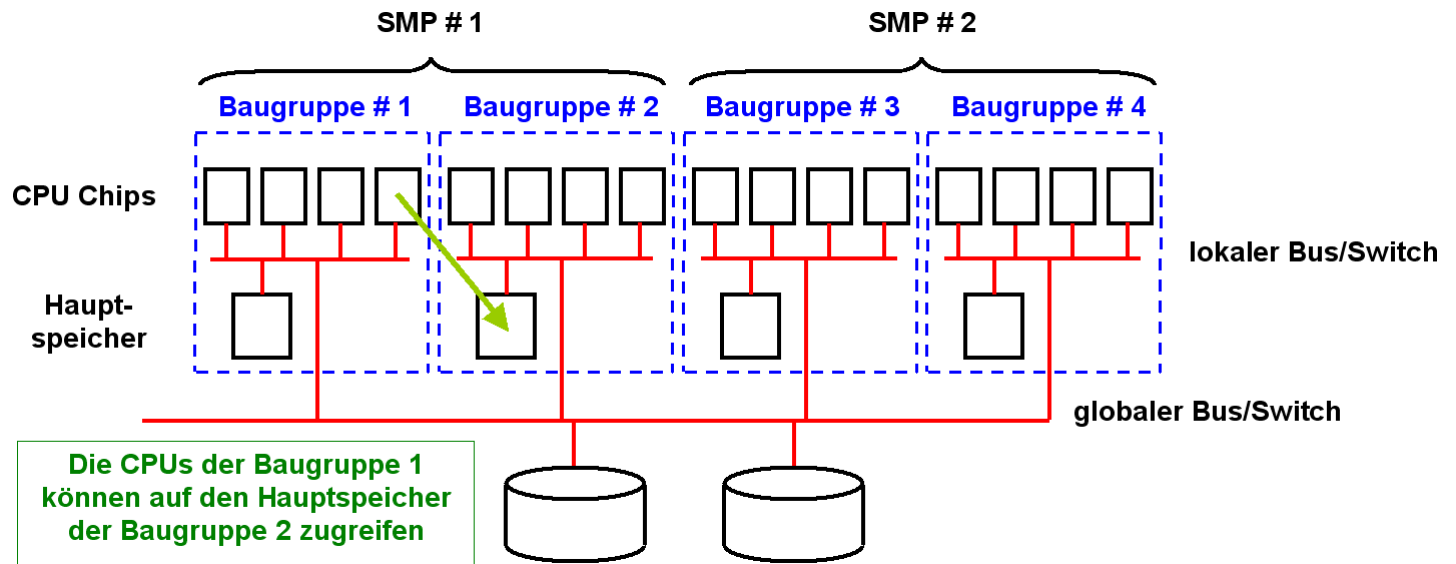 SMP # 1
SMP # 2
Baugruppe # 1
Baugruppe # 2
Baugruppe # 3
Baugruppe # 4
CPU Chips
lokaler Bus/Switch
Haupt-
speicher
globaler Bus/Switch
Die CPUs der Baugruppe 1
können auf den Hauptspeicher
der Baugruppe 2 zugreifen